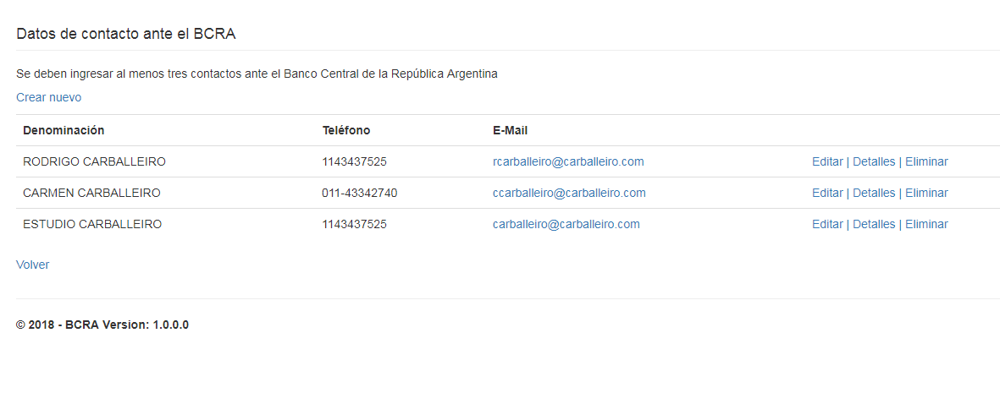 Datos de contacto ante el BCRA
Se deben ingresar al menos tres contactos ante el Banco Central de la República Argentina
Crear nuevo
Denominación Teléfono E-Mail
RODRIGO CARBALLEIRO 1143437525 rcarballeiro@carballeiro.com Editar | Detalles | Eliminar
CARMEN CARBALLEIRO 011-43342740 ccarballeiro@carballeiro.com Editar | Detalles | Eliminar
ESTUDIO CARBALLEIRO 1143437525 carballeiro@carballeiro.com Editar | Detalles | Eliminar
Volver
© 2018 - BCRA Version: 1.0.0.0